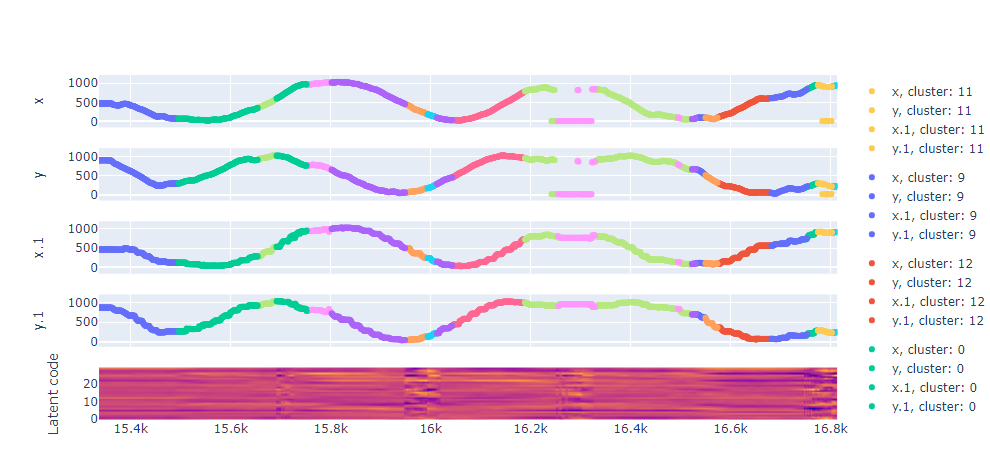 x
1000
500
0
y
1000
500
0
x.1
1000
500
0
y.1
1000
500
0
Latent code
20
10
0
15.4k 15.6k 15.8k 16k 16.2k 16.4k 16.6k 16.8k
x, cluster: 11
y, cluster: 11
x.1, cluster: 11
y.1, cluster: 11
x, cluster: 9
y, cluster: 9
x.1, cluster: 9
y.1, cluster: 9
x, cluster: 12
y, cluster: 12
x.1, cluster: 12
y.1, cluster: 12
x, cluster: 0
y, cluster: 0
x.1, cluster: 0
y.1, cluster: 0